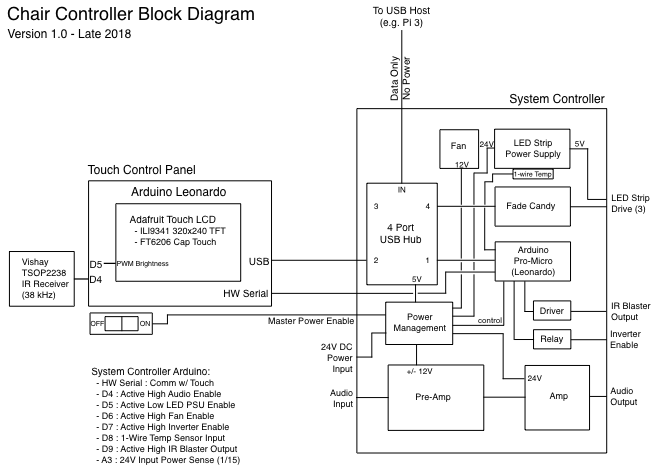 Chair Controller Block Diagram
Version 1.0 - Late 2018
To USB Host
(e.g. Pi 3)
Data Only
No Power
System Controller
Fan
12V
24V
LED Strip
Power Supply
5V
1-wire Temp
Touch Control Panel
Arduino Leonardo
Adafruit Touch LCD
- ILI9341 320x240 TFT
- FT6206 Cap Touch
IN
3
4
4 Port
USB Hub
2
1
5V
Fade Candy
LED Strip
Drive (3)
Vishay
TSOP2238
IR Receiver
(38 kHz)
D5
PWM Brightness
D4
USB
HW Serial
Arduino
Pro-Micro
(Leonardo)
OFF
ON
Master Power Enable
Power
Management
control
Driver
IR Blaster
Output
Relay
Inverter
Enable
24V DC
Power
Input
+/- 12V
Pre-Amp
24V
Amp
Audio
Input
Audio
Output
System Controller Arduino:
- HW Serial : Comm w/ Touch
- D4 : Active High Audio Enable
- D5 : Active Low LED PSU Enable
- D6 : Active High Fan Enable
- D7 : Active High Inverter Enable
- D8 : 1-Wire Temp Sensor Input
- D9 : Active High IR Blaster Output
- A3 : 24V Input Power Sense (1/15)